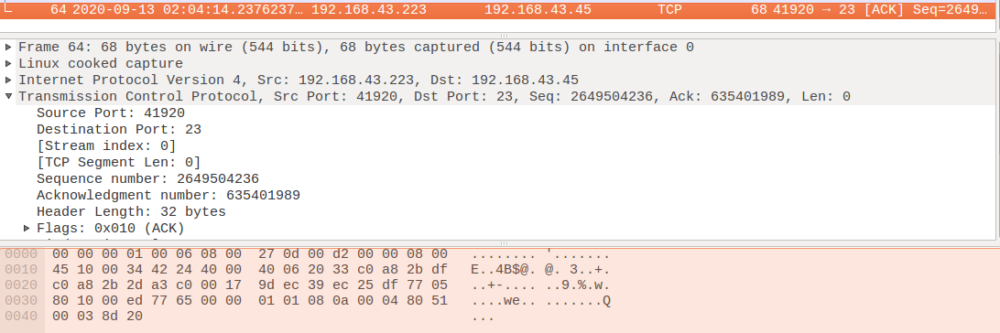 64 2020-09-13 02:04:14.2376237… 192.168.43.223 192.168.43.45 TCP 68 41920 → 23 [ACK] Seq=2649…
Frame 64: 68 bytes on wire (544 bits), 68 bytes captured (544 bits) on interface 0
Linux cooked capture
Internet Protocol Version 4, Src: 192.168.43.223, Dst: 192.168.43.45
Transmission Control Protocol, Src Port: 41920, Dst Port: 23, Seq: 2649504236, Ack: 635401989, Len: 0
Source Port: 41920
Destination Port: 23
[Stream index: 0]
[TCP Segment Len: 0]
Sequence number: 2649504236
Acknowledgment number: 635401989
Header Length: 32 bytes
Flags: 0x010 (ACK)
0000 00 00 00 01 00 06 08 00 27 0d 00 d2 00 00 08 00 ........ '.......
0010 45 10 00 34 42 24 40 00 40 06 20 33 c0 a8 2b df E..4B$@. @. 3..+.
0020 c0 a8 2b 2d a3 c0 00 17 9d ec 39 ec 25 df 77 05 ..+-.... ..9.%.w.
0030 80 10 00 ed 77 65 00 00 01 01 08 0a 00 04 80 51 ....we.. .......Q
0040 00 03 8d 20 ...